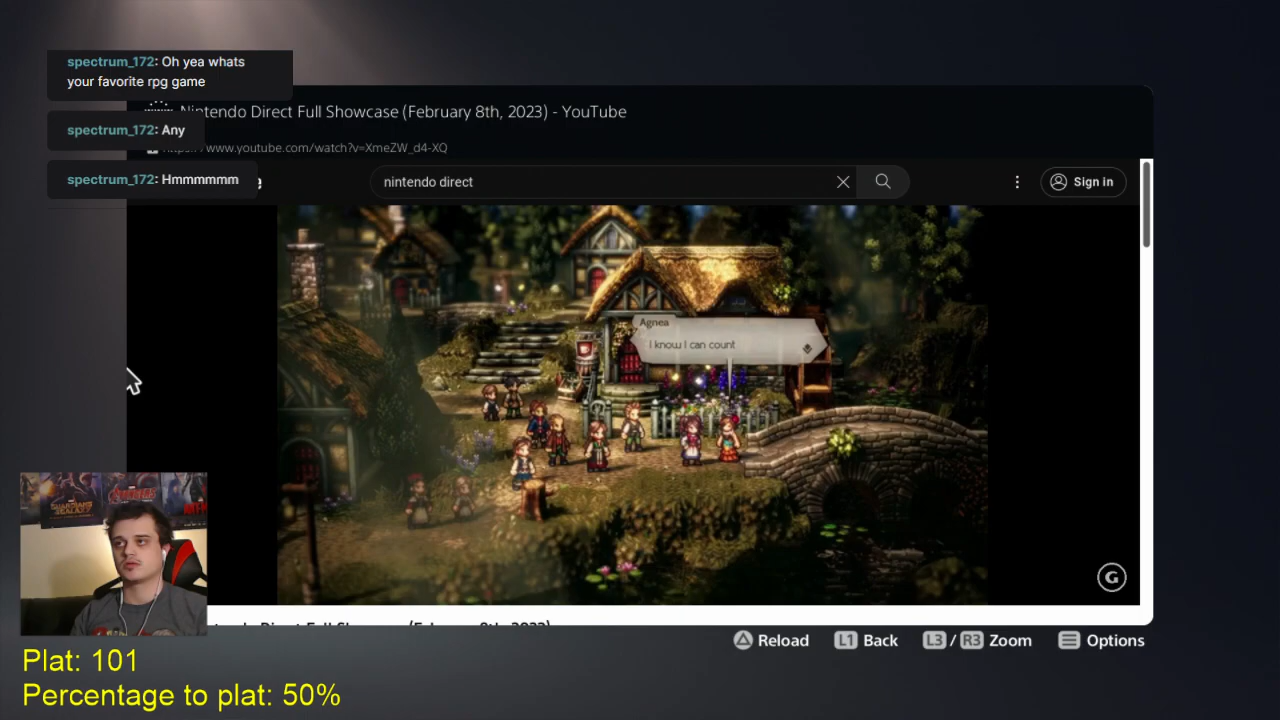 spectrum_172: Oh yea whats
your favorite rpg game
Nintendo Direct Full Showcase (February 8th, 2023) - YouTube
spectrum_172: Any
www.youtube.com/watch?v=XmeZW_d4-XQ
spectrum_172: Hmmmmmm
nintendo direct
Sign in
Agnea
I know I can count
AVENGERS
G
Reload
L1 Back
L3 / R3 Zoom
Options
Plat: 101
Percentage to plat: 50%